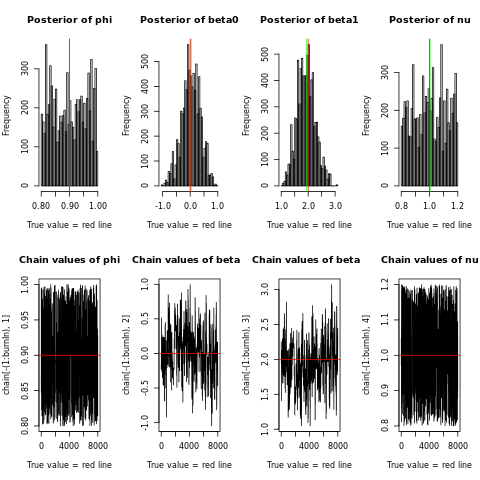 Posterior of phi
Posterior of beta0
Posterior of beta1
Posterior of nu
Frequency
0 100 200 300
0.80 0.90 1.00
True value = red line
Frequency
0 100 200 300 400 500
-1.0 0.0 1.0
True value = red line
Frequency
0 100 200 300 400 500
1.0 2.0 3.0
True value = red line
Frequency
0 100 200 300
0.8 1.0 1.2
True value = red line
Chain values of phi
Chain values of beta
Chain values of beta
Chain values of nu
chain[-(1:burnIn), 1]
0.80 0.85 0.90 0.95 1.00
0 4000 8000
True value = red line
chain[-(1:burnIn), 2]
-1.0 -0.5 0.0 0.5 1.0
0 4000 8000
True value = red line
chain[-(1:burnIn), 3]
1.0 1.5 2.0 2.5 3.0
0 4000 8000
True value = red line
chain[-(1:burnIn), 4]
0.8 0.9 1.0 1.1 1.2
0 4000 8000
True value = red line